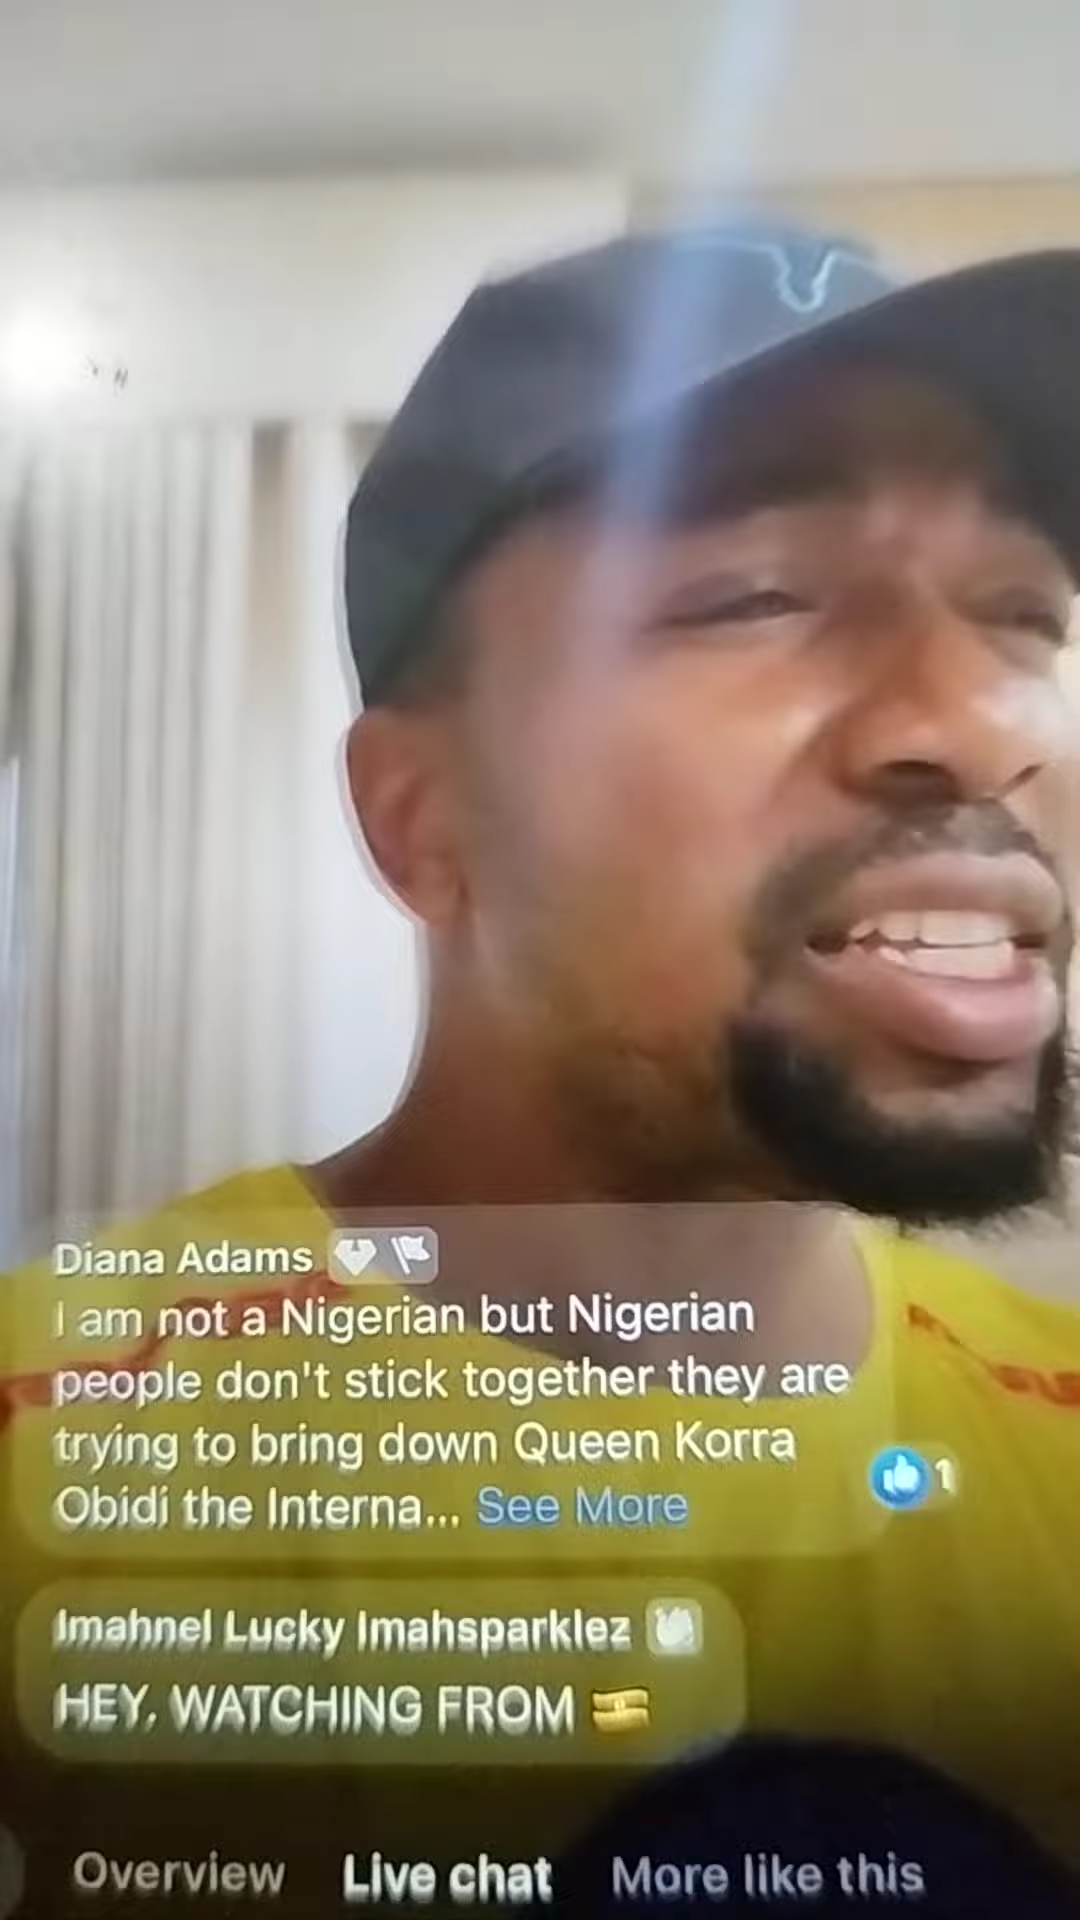 Diana Adams
I am not a Nigerian but Nigerian
people don't stick together they are
trying to bring down Queen Korra
Obidi the Interna... See More
1
Imahnel Lucky Imahsparklez
HEY, WATCHING FROM
Overview Live chat More like this